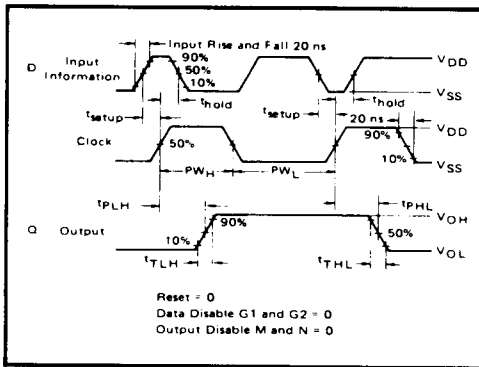 Input Rise and Fall 20 ns
D Input Information
90%
50%
10%
VDD
VSS
tsetup
thold
tsetup
thold
20 ns
Clock
50%
90%
10%
VDD
VSS
PWH
PWL
tPLH
tPHL
Q Output
10%
90%
50%
VOH
VOL
tTLH
tTHL
Reset = 0
Data Disable G1 and G2 = 0
Output Disable M and N = 0